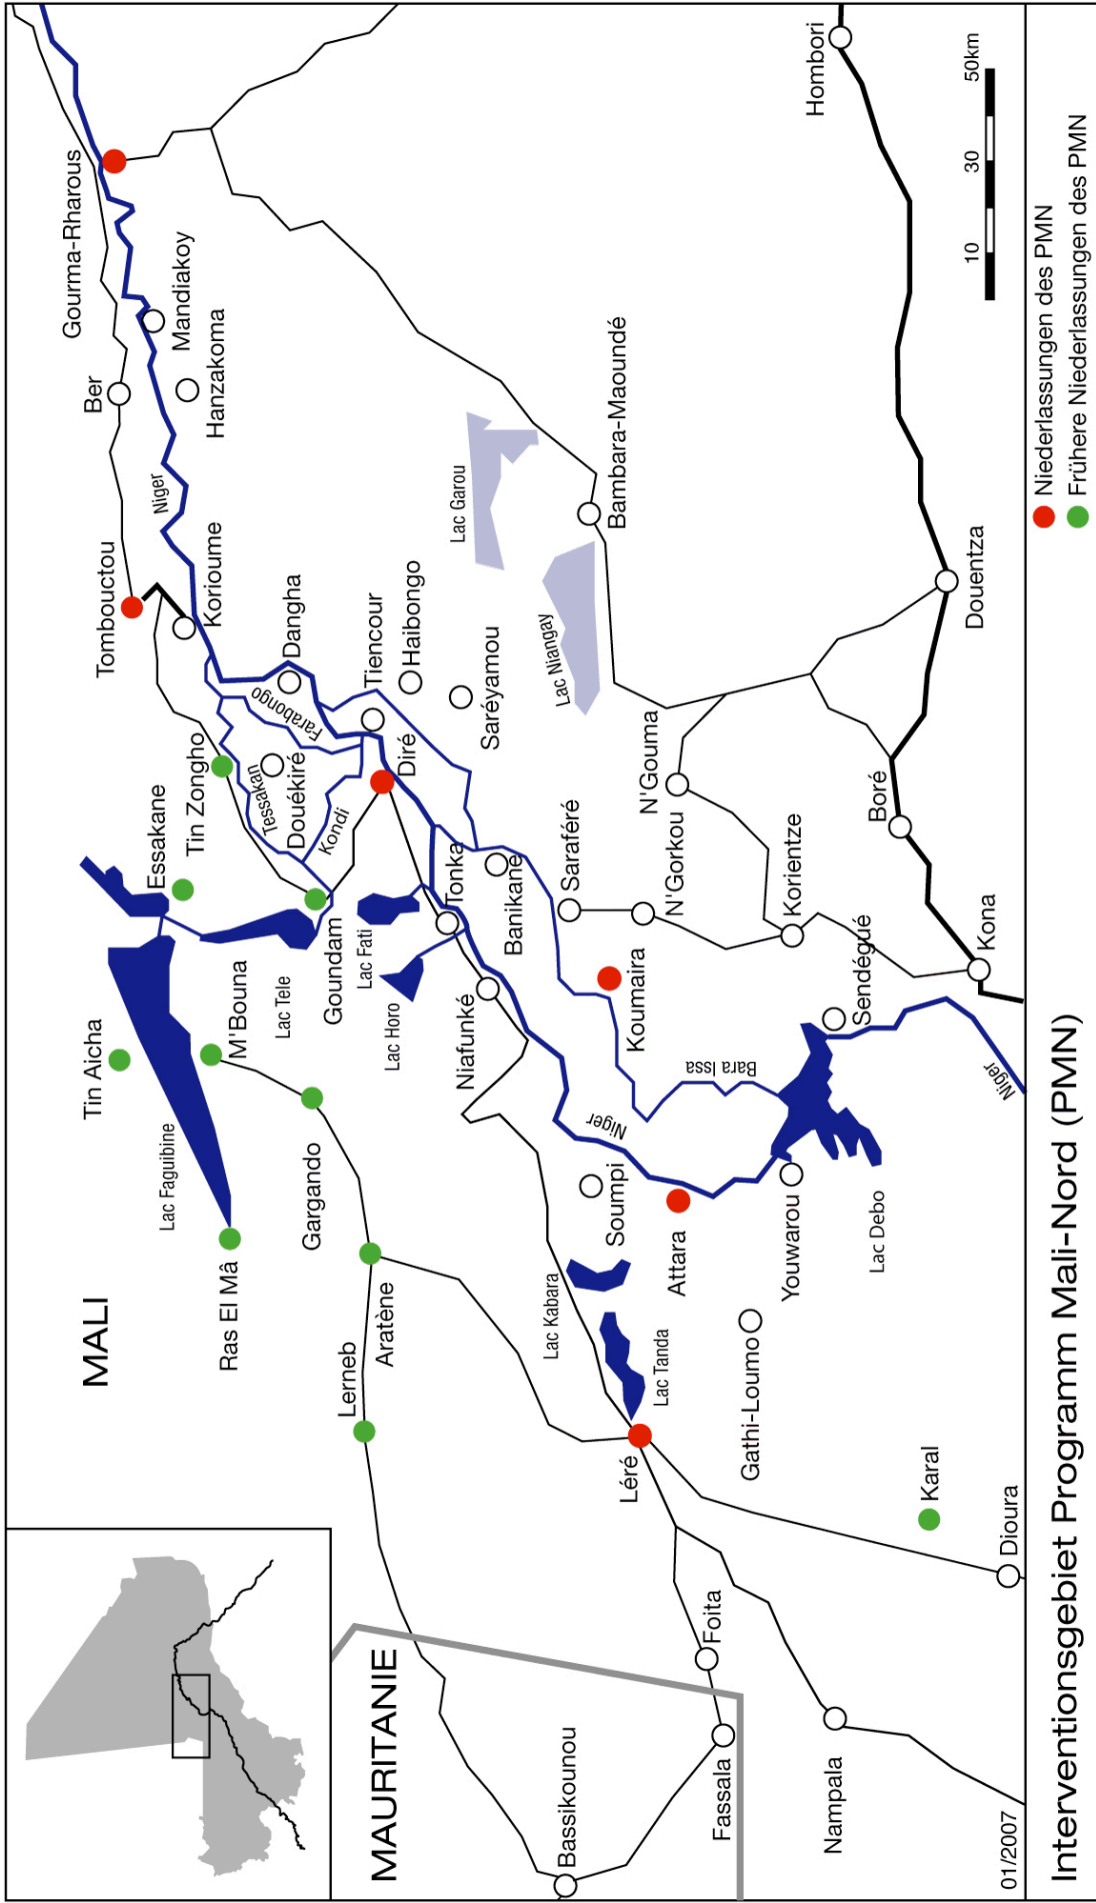 MALI
MAURITANIE
Tin Aicha
Essakane
Tin Zongho
Tombouctou
Ber
Gourma-Rharous
Mandiakoy
Hanzakoma
Niger
Korioume
Dangha
Farabongo
Tessakan
Douékiré
Kondi
Tiencour
Haibongo
Diré
Saréyamou
M'Bouna
Lac Tele
Goundam
Lac Fati
Lac Horo
Tonka
Banikane
Niafunké
Lac Faguibine
Ras El Mâ
Gargando
Aratène
Lerneb
Lac Garou
Lac Niangay
Bambara-Maoundé
Saraféré
N'Gouma
N'Gorkou
Koumaira
Korientze
Bara Issa
Niger
Soumpi
Attara
Lac Kabara
Lac Tanda
Léré
Youwarou
Gathi-Loumo
Lac Debo
Sendégué
Niger
Kona
Boré
Douentza
Hombori
Karal
Dioura
Foita
Fassala
Bassikounou
Nampala
10 30 50km
01/2007
Interventionsgebiet Programm Mali-Nord (PMN)
Niederlassungen des PMN
Frühere Niederlassungen des PMN